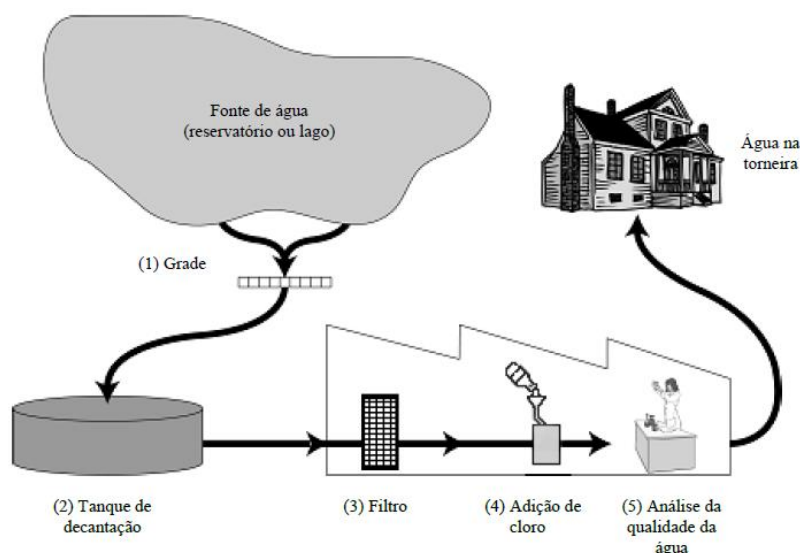 Fonte de água
(reservatório ou lago)
Água na
torneira
(1) Grade
(2) Tanque de
decantação
(3) Filtro
(4) Adição de
cloro
(5) Análise da
qualidade da
água